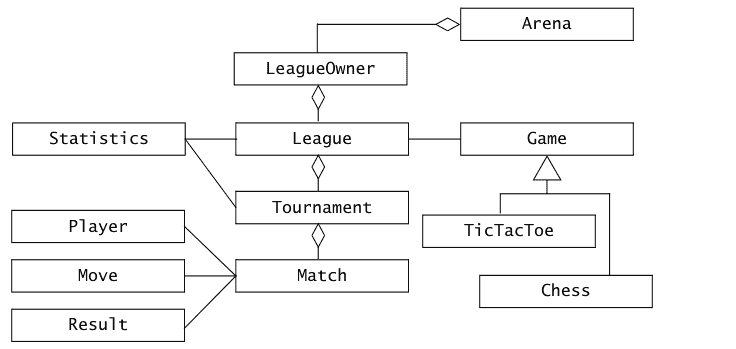 Arena
LeagueOwner
Statistics
League
Game
Tournament
Player
TicTacToe
Move
Match
Chess
Result